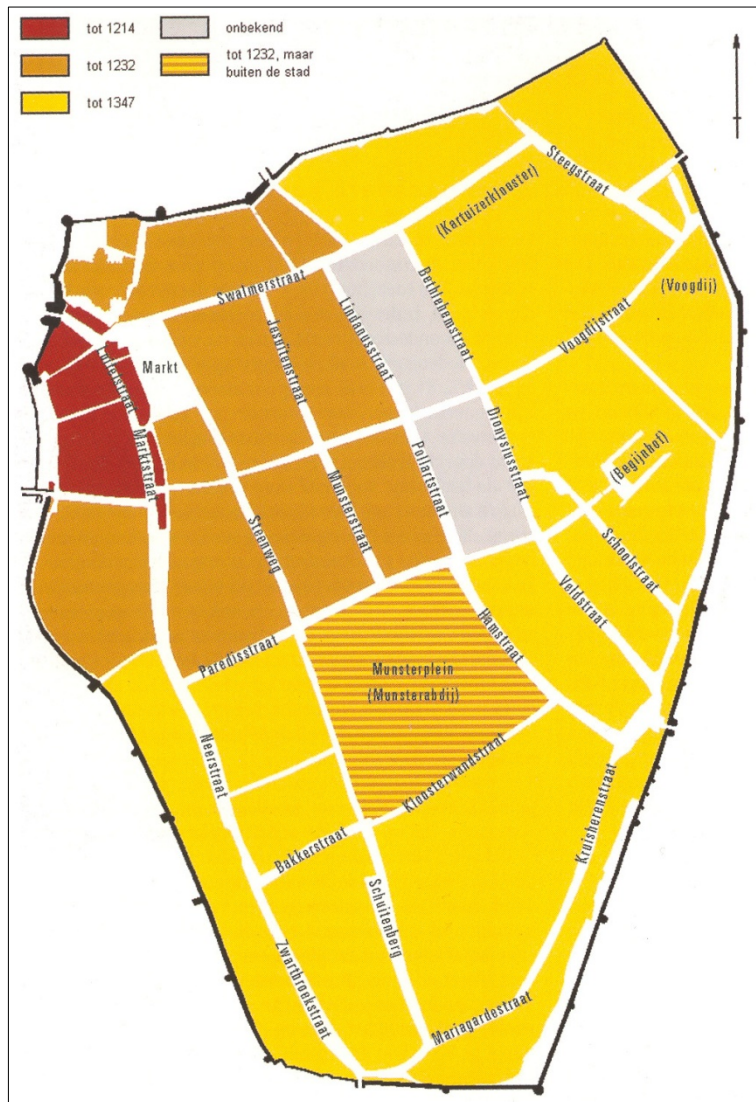 tot 1214
tot 1232
tot 1347
onbekend
tot 1232, maar
buiten de stad
Steegstraat
(Kartuizerklooster)
(Voogdij)
Voogdijstraat
Swalmerstraat
Bethlehemstraat
Lindanusstraat
Jesuitenstraat
Markt
Marktstraat
Dionysiusstraat
Pollartstraat
(Begijnhof)
Munsterstraat
Steenweg
Schoolstraat
Veldstraat
Hamstraat
Paredisstraat
Munsterplein
(Munsterabdij)
Neerstraat
Kloosterwandstraat
Kruisherenstraat
Bakkerstraat
Schuitenberg
Zwartbroekstraat
Mariagardestraat